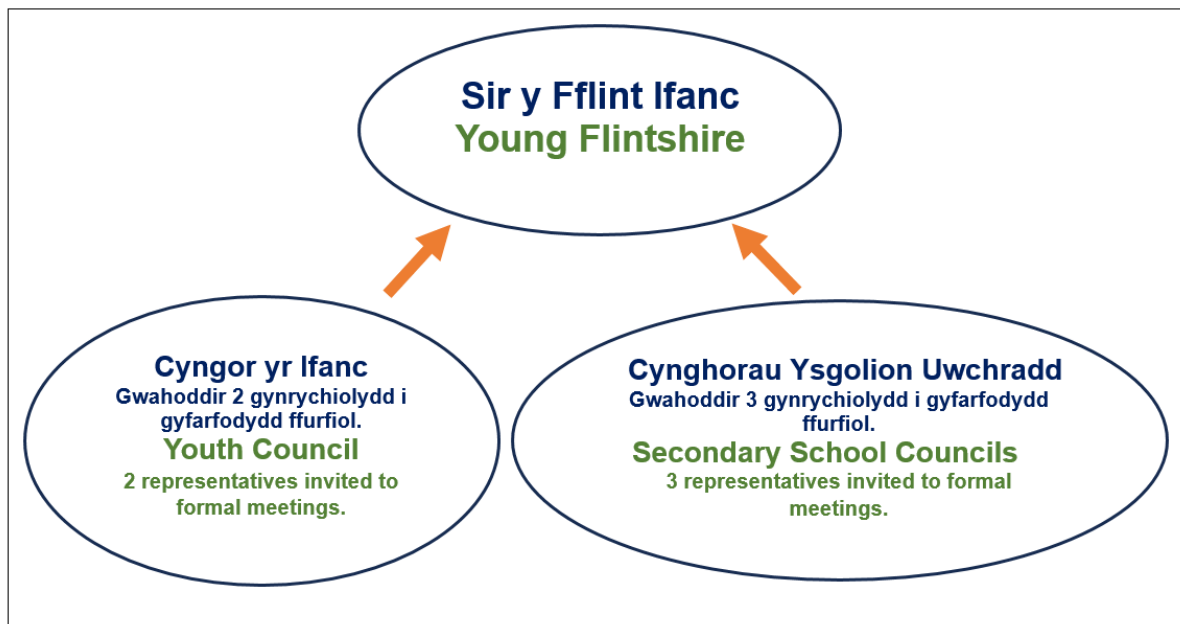 Sir y Fflint Ifanc
Young Flintshire
Cyngor yr Ifanc
Gwahoddir 2 gynrychiolydd i
gyfarfodydd ffurfiol.
Youth Council
2 representatives invited to
formal meetings.
Cynghorau Ysgolion Uwchradd
Gwahoddir 3 gynrychiolydd i gyfarfodydd
ffurfiol.
Secondary School Councils
3 representatives invited to formal
meetings.